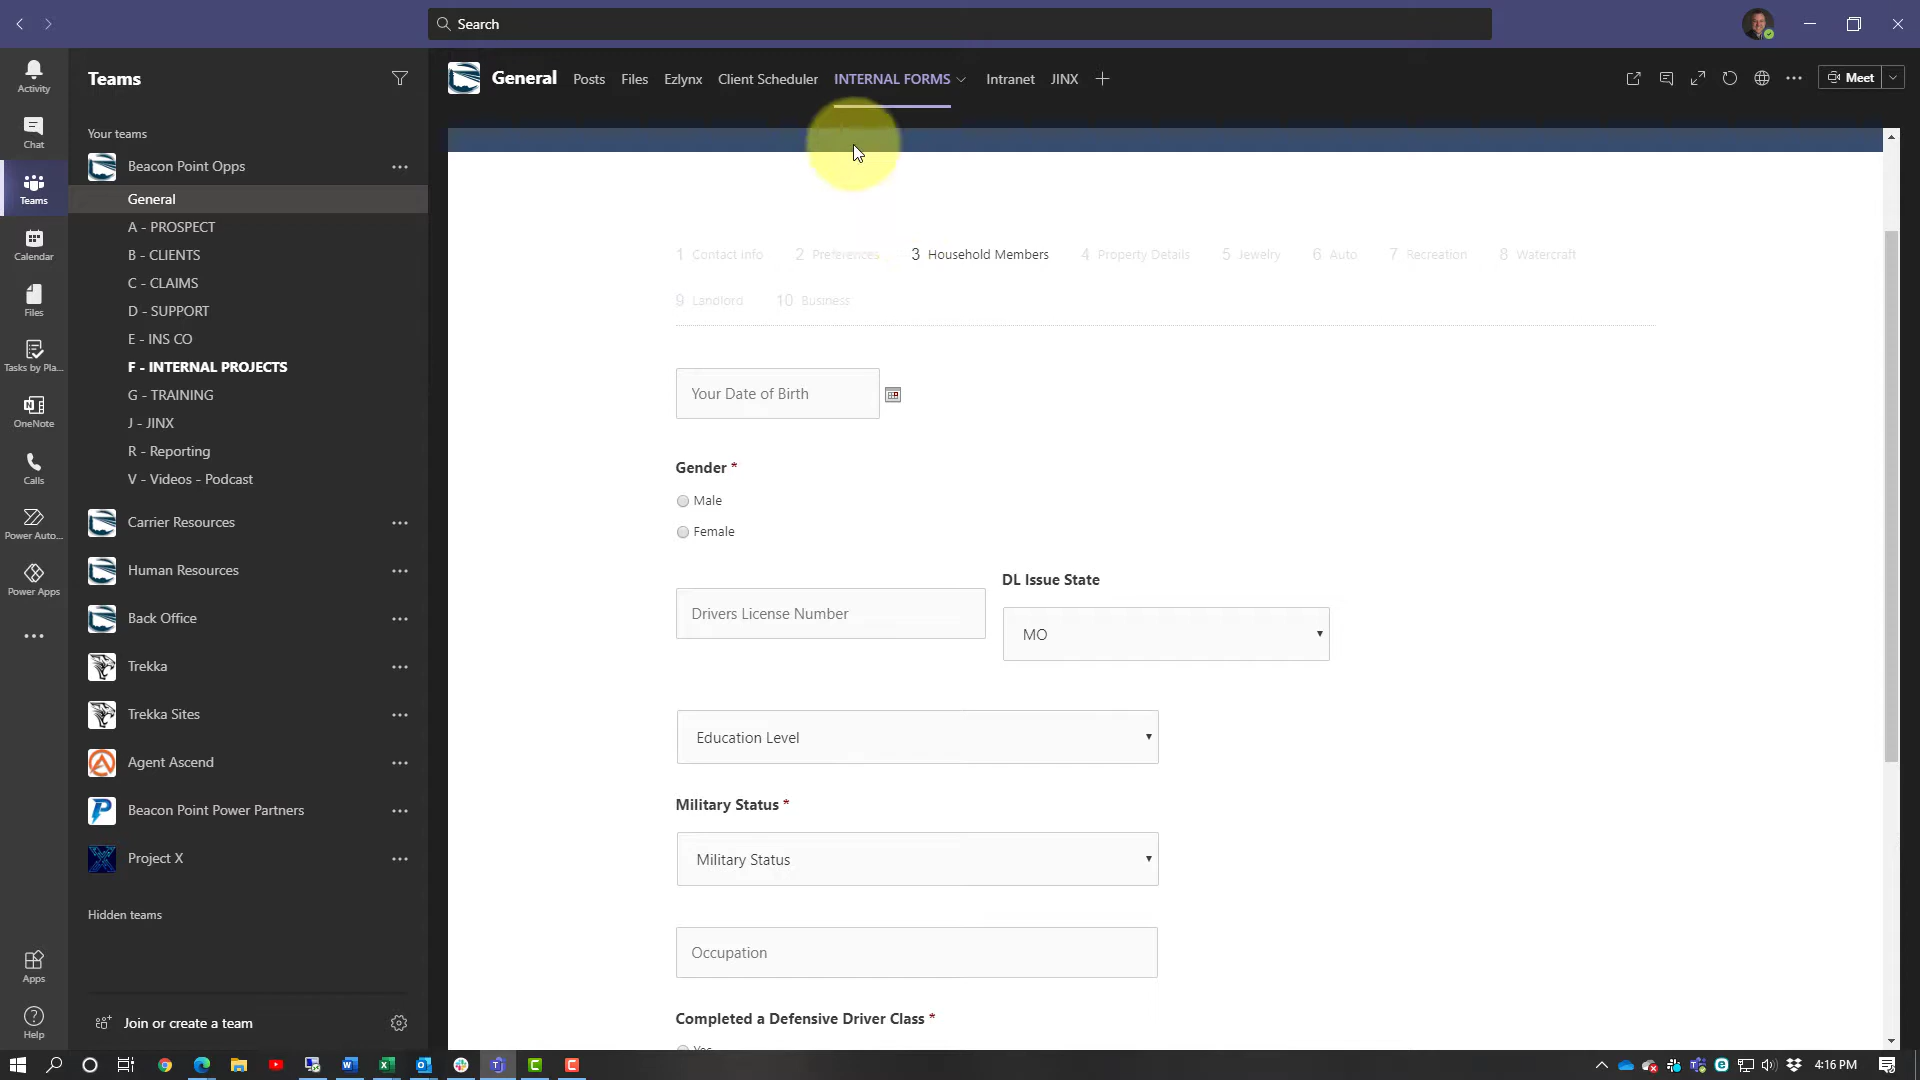 Search
Activity
Chat
Teams
Calendar
Files
Tasks by Pla...
OneNote
Calls
Power Auto...
Power Apps
Apps
Help
Teams
Your teams
Beacon Point Opps
General
A - PROSPECT
B - CLIENTS
C - CLAIMS
D - SUPPORT
E - INS CO
F - INTERNAL PROJECTS
G - TRAINING
J - JINX
R - Reporting
V - Videos - Podcast
Carrier Resources
Human Resources
Back Office
Trekka
Trekka Sites
Agent Ascend
Beacon Point Power Partners
Project X
Hidden teams
Join or create a team
General Posts Files Ezlynx Client Scheduler INTERNAL FORMS Intranet JINX
Meet
1 Contact Info 2 Preferences 3 Household Members 4 Property Details 5 Jewelry 6 Auto 7 Recreation 8 Watercraft
9 Landlord 10 Business
Your Date of Birth
Gender *
Male
Female
DL Issue State
Drivers License Number
MO
Education Level
Military Status *
Military Status
Occupation
Completed a Defensive Driver Class *
Yes
4:16 PM